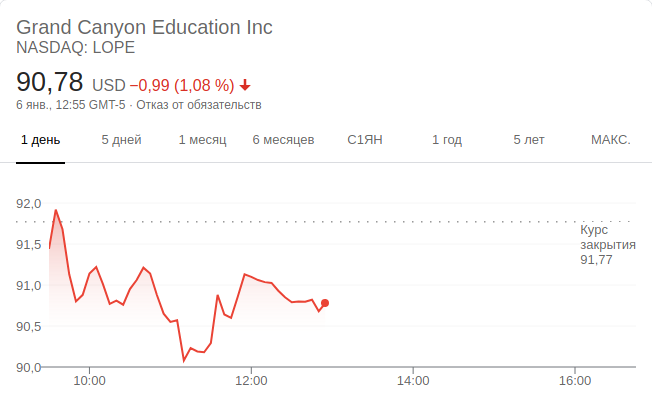 Grand Canyon Education Inc
NASDAQ: LOPE
90,78 USD −0,99 (1,08 %)
6 янв., 12:55 GMT-5 · Отказ от обязательств
1 день 5 дней 1 месяц 6 месяцев С1ЯН 1 год 5 лет МАКС.
92,0
Курс
закрытия
91,77
91,5
91,0
90,5
90,0
10:00 12:00 14:00 16:00